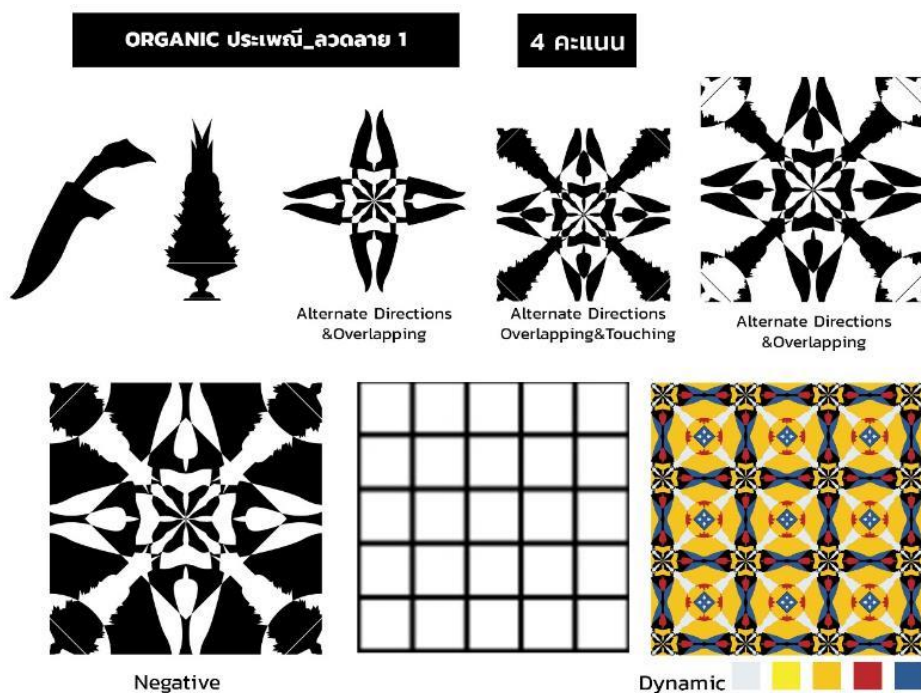 ORGANIC ประเพณี_ลวดลาย 1
4 คะแนน
Alternate Directions
&Overlapping
Alternate Directions
Overlapping&Touching
Alternate Directions
&Overlapping
Negative
Dynamic